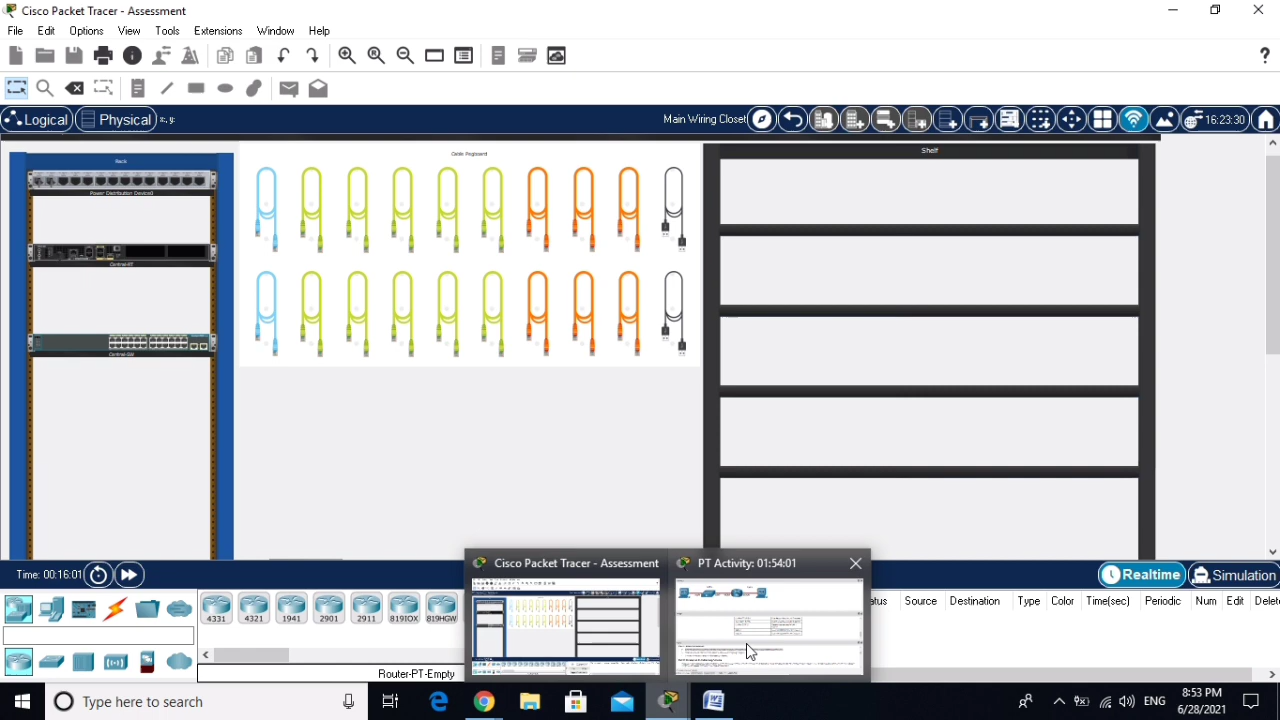 Cisco Packet Tracer - Assessment
File Edit Options View Tools Extensions Window Help
Logical
Physical
x, y:
Main Wiring Closet
16:23:30
Rack
Power Distribution Device0
Central-RT
Central-SW
Cable Pegboard
Shelf
Time: 00:16:01
Realtime
Simulation
Cisco Packet Tracer - Assessment
PT Activity: 01:54:01
4331 4321 1941 2901 2911 819IOX 819HGW
Source Destination Type Color Time(sec) Periodic Num Edit
Router-PT-Empty
Type here to search
ENG
8:53 PM
6/28/2021